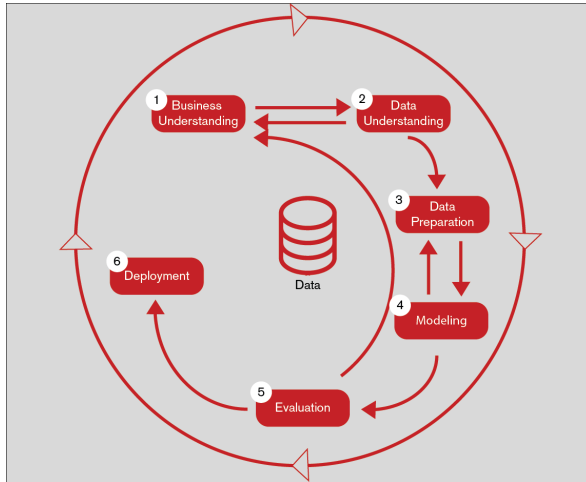 1
Business
Understanding
2
Data
Understanding
3
Data
Preparation
4
Modeling
5
Evaluation
6
Deployment
Data